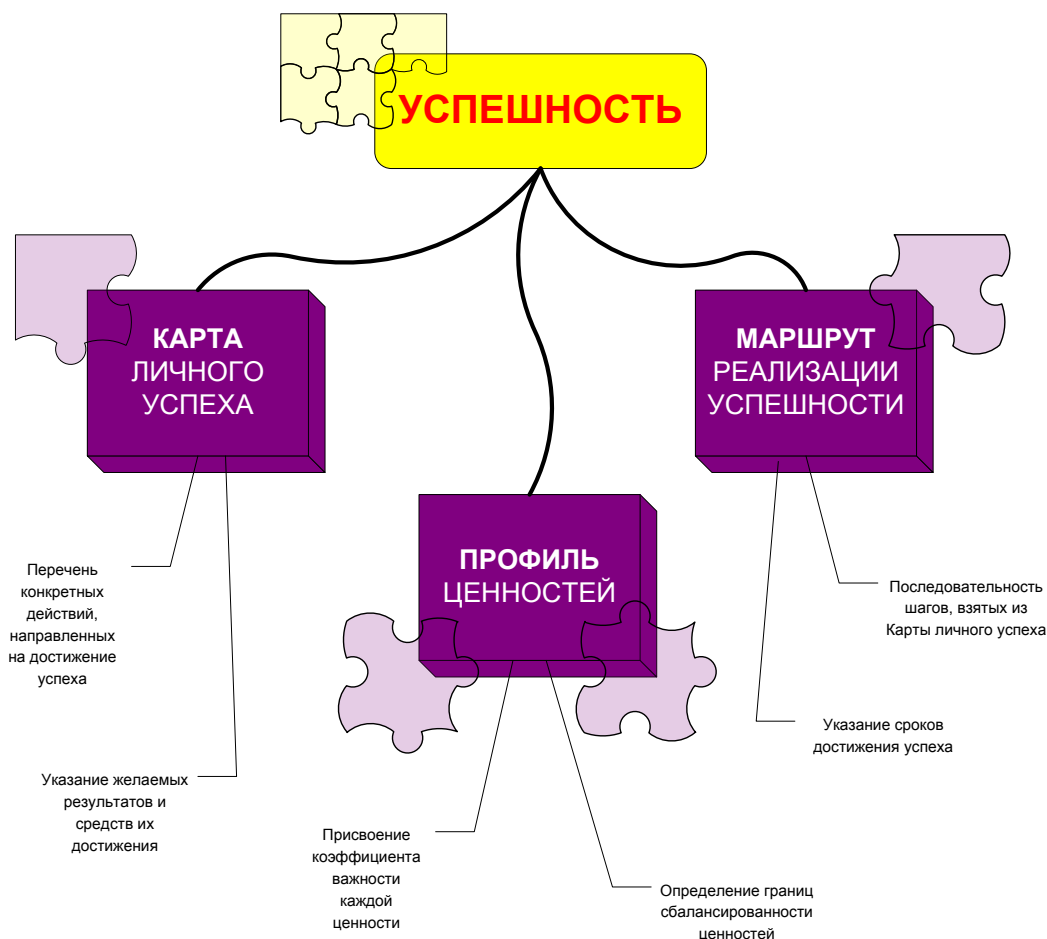 УСПЕШНОСТЬ
КАРТА
ЛИЧНОГО
УСПЕХА
МАРШРУТ
РЕАЛИЗАЦИИ
УСПЕШНОСТИ
ПРОФИЛЬ
ЦЕННОСТЕЙ
Перечень
конкретных
действий,
направленных
на достижение
успеха
Указание желаемых
результатов и
средств их
достижения
Присвоение
коэффициента
важности
каждой
ценности
Определение границ
сбалансированности
ценностей
Последовательность
шагов, взятых из
Карты личного успеха
Указание сроков
достижения успеха